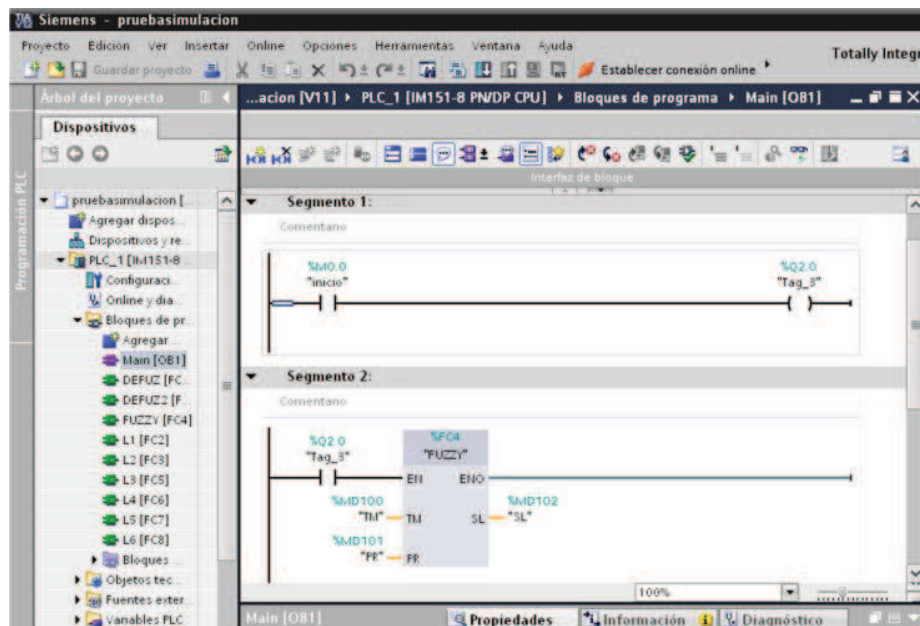 Siemens - pruebasimulacion
Proyecto Edición Ver Insertar Online Opciones Herramientas Ventana Ayuda
Totally Integr
Guardar proyecto
Establecer conexión online
Árbol del proyecto
...acion [V11] PLC_1 [IM151-8 PN/DP CPU] Bloques de programa Main [OB1]
Dispositivos
Programación PLC
Interfaz de bloque
pruebasimulacion [
Agregar dispos...
Dispositivos y re...
PLC_1 [IM151-8 ...
Configuraci...
Online y dia...
Bloques de pr...
Agregar ...
Main [OB1]
DEFUZ [FC...
DEFUZ2 [F...
FUZZY [FC4]
L1 [FC2]
L2 [FC3]
L3 [FC5]
L4 [FC6]
L5 [FC7]
L6 [FC8]
Bloques ...
Objetos tec...
Fuentes exter...
Variables PLC
Segmento 1:
Comentario
%M0.0
"inicio"
%Q2.0
"Tag_3"
Segmento 2:
Comentario
%Q2.0
"Tag_3"
%FC4
"FUZZY"
EN ENO
%MD100
"TM" TM
%MD102
SL "SL"
%MD101
"PR" PR
100%
Main [OB1]
Propiedades Información Diagnóstico